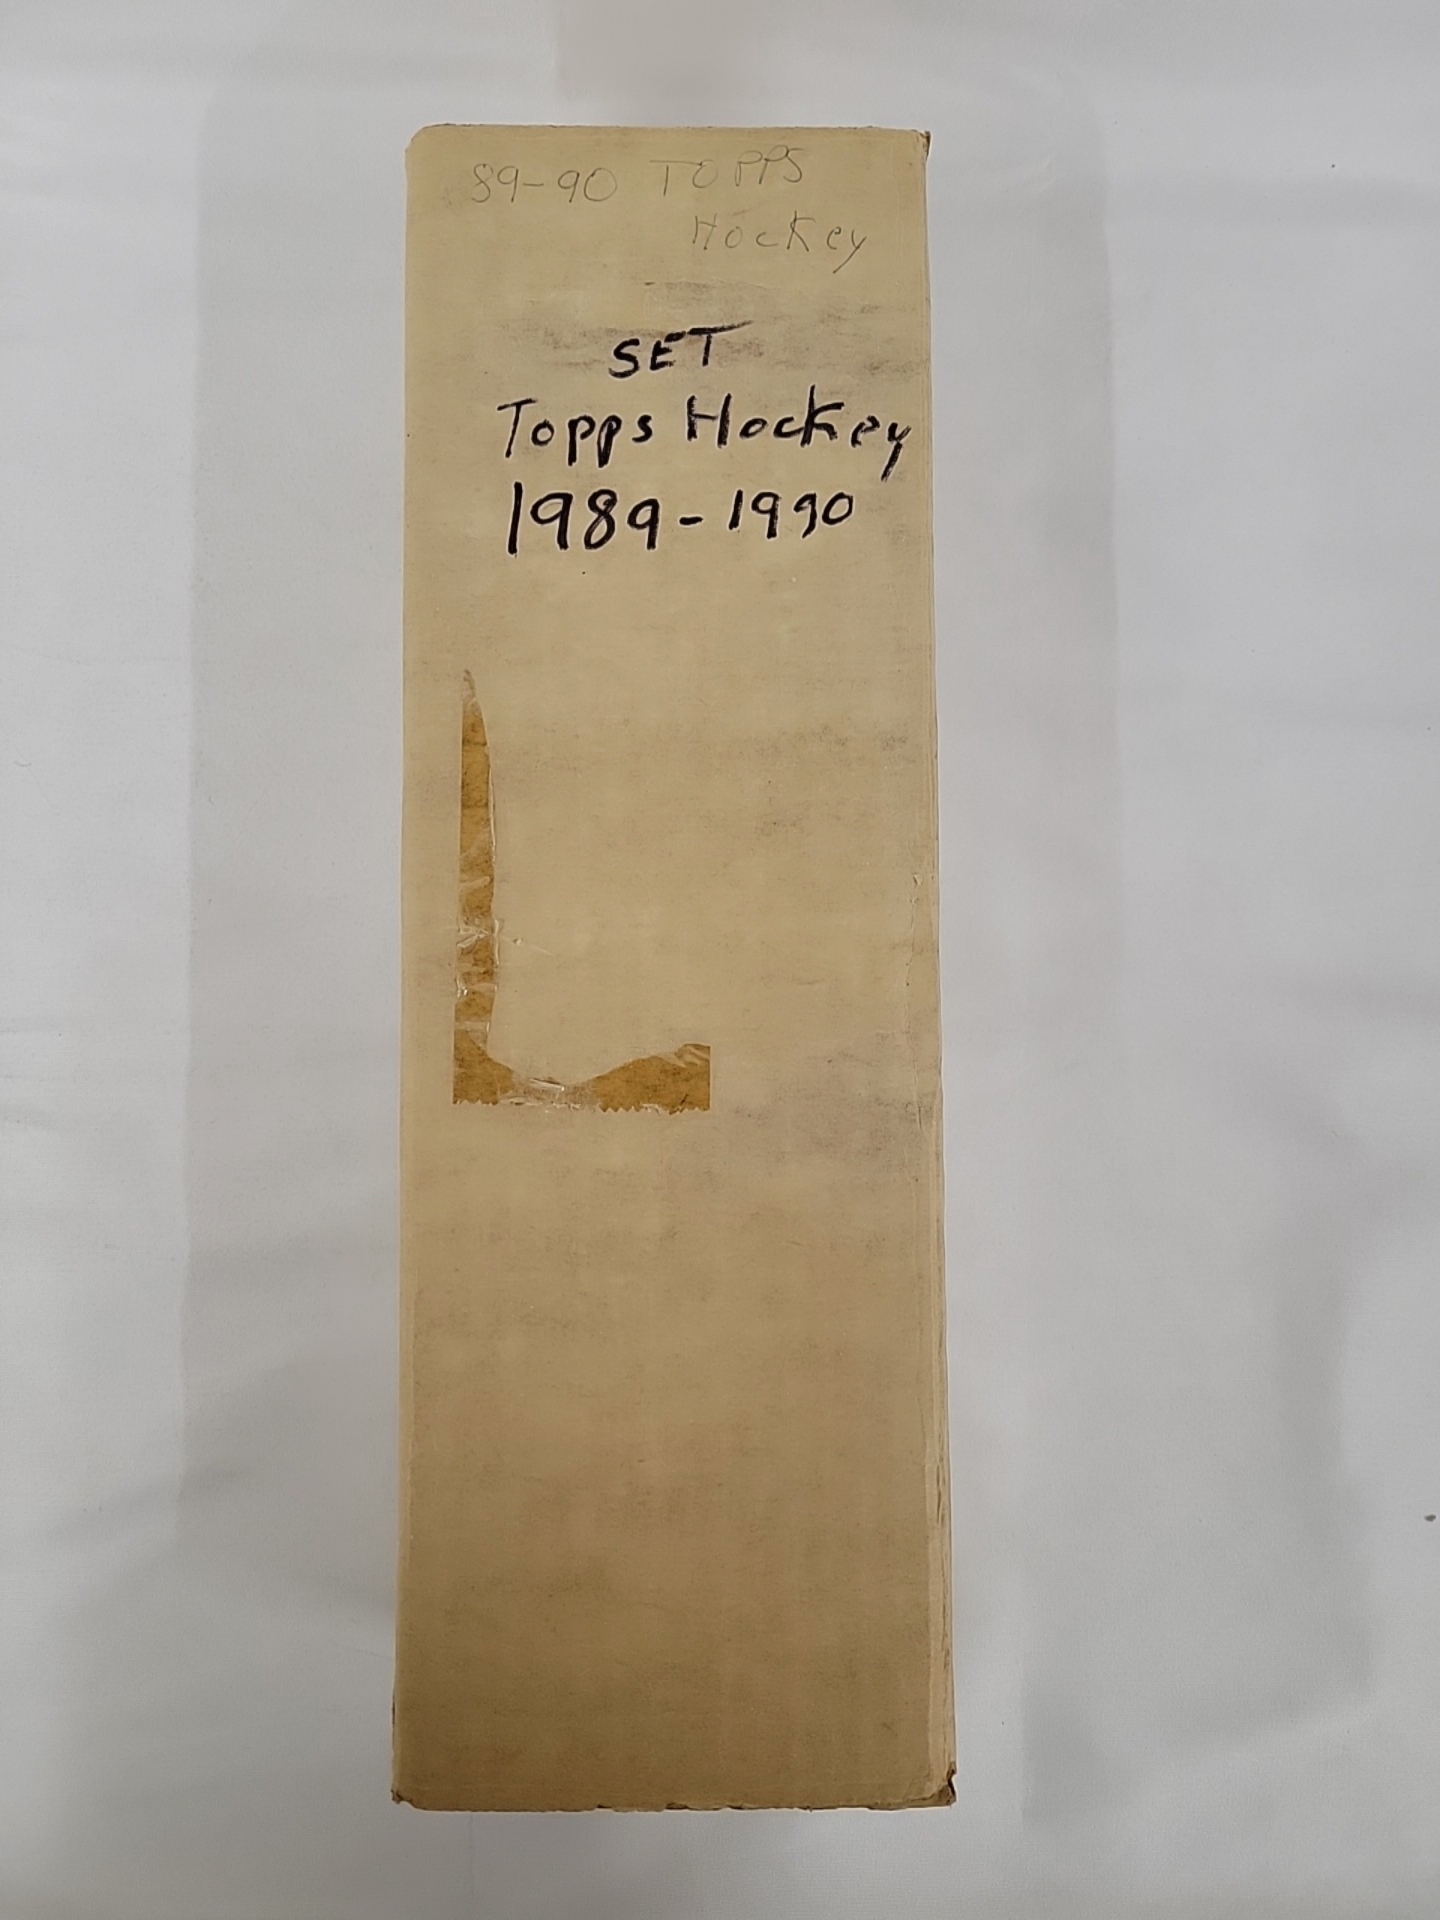 89-90 TOPPS
Hockey
SET
Topps Hockey
1989-1990